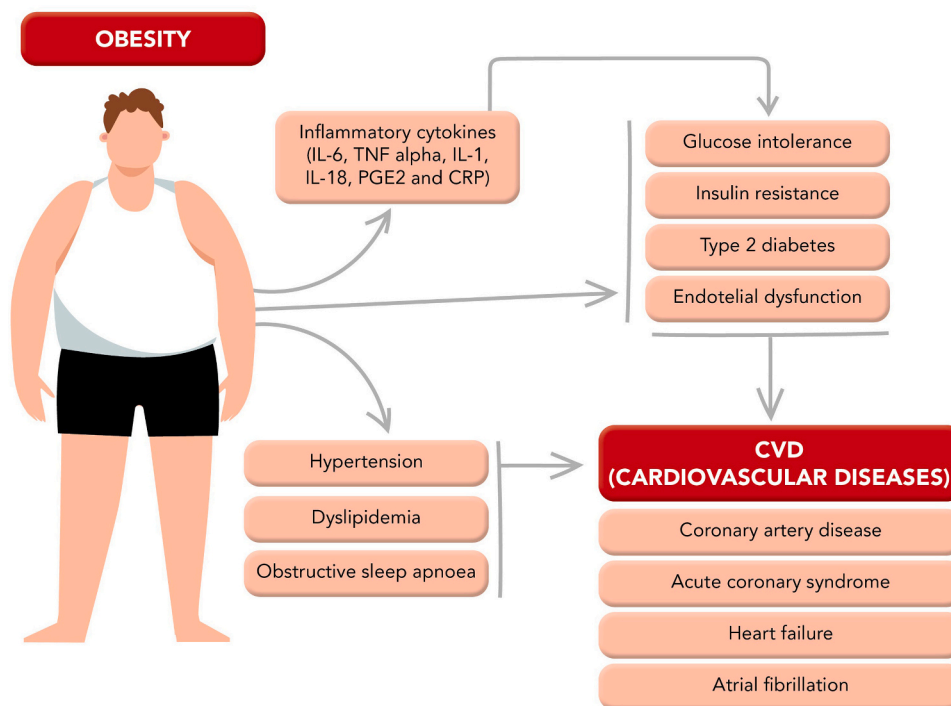 OBESITY
Inflammatory cytokines
(IL-6, TNF alpha, IL-1,
IL-18, PGE2 and CRP)
Glucose intolerance
Insulin resistance
Type 2 diabetes
Endotelial dysfunction
Hypertension
Dyslipidemia
Obstructive sleep apnoea
CVD
(CARDIOVASCULAR DISEASES)
Coronary artery disease
Acute coronary syndrome
Heart failure
Atrial fibrillation